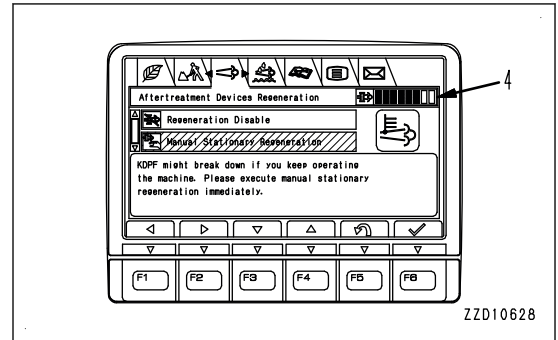 4
Aftertreatment Devices Regeneration
Regeneration Disable
Manual Stationary Regeneration
KDPF might break down if you keep operating
the machine. Please execute manual stationary
regeneration immediately.
F1 F2 F3 F4 F5 F6
ZZD10628